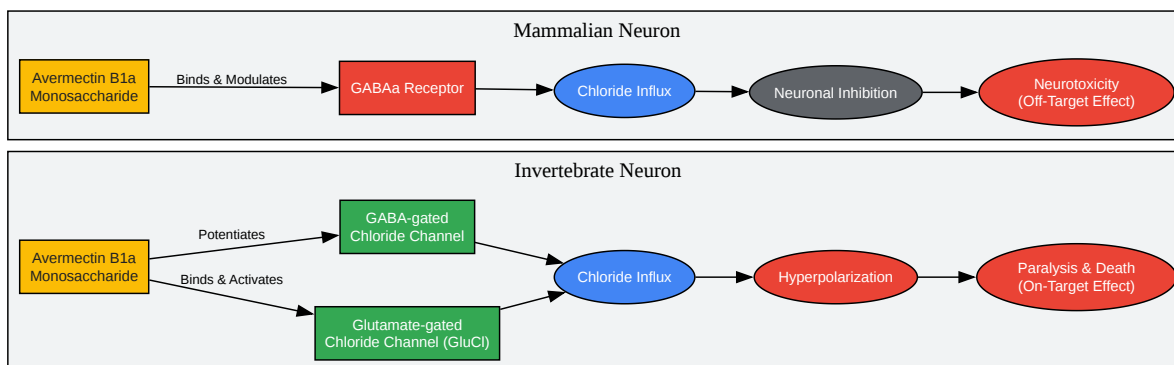 Mammalian Neuron
Avermectin B1a
Monosaccharide
Binds & Modulates
GABAa Receptor
Chloride Influx
Neuronal Inhibition
Neurotoxicity
(Off-Target Effect)
Invertebrate Neuron
Avermectin B1a
Monosaccharide
Potentiates
Binds & Activates
GABA-gated
Chloride Channel
Glutamate-gated
Chloride Channel (GluCl)
Chloride Influx
Hyperpolarization
Paralysis & Death
(On-Target Effect)